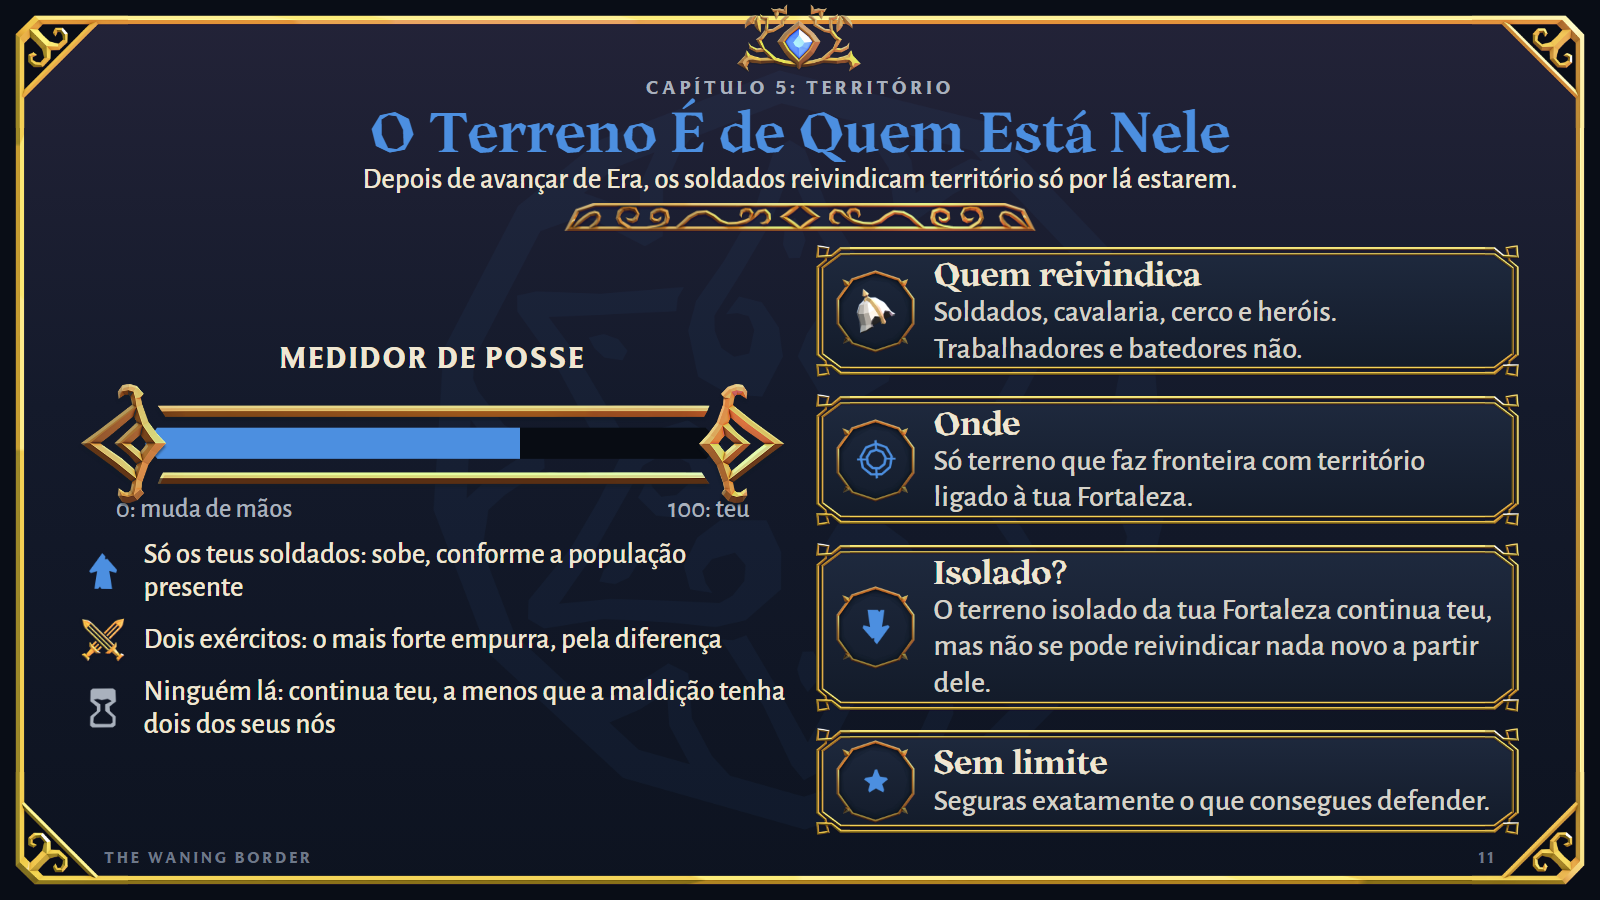 CAPÍTULO 5: TERRITÓRIO
O Terreno É de Quem Está Nele
Depois de avançar de Era, os soldados reivindicam território só por lá estarem.
MEDIDOR DE POSSE
0: muda de mãos
100: teu
Só os teus soldados: sobe, conforme a população
presente
Dois exércitos: o mais forte empurra, pela diferença
Ninguém lá: continua teu, a menos que a maldição tenha
dois dos seus nós
Quem reivindica
Soldados, cavalaria, cerco e heróis.
Trabalhadores e batedores não.
Onde
Só terreno que faz fronteira com território
ligado à tua Fortaleza.
Isolado?
O terreno isolado da tua Fortaleza continua teu,
mas não se pode reivindicar nada novo a partir
dele.
Sem limite
Seguras exatamente o que consegues defender.
THE WANING BORDER
11